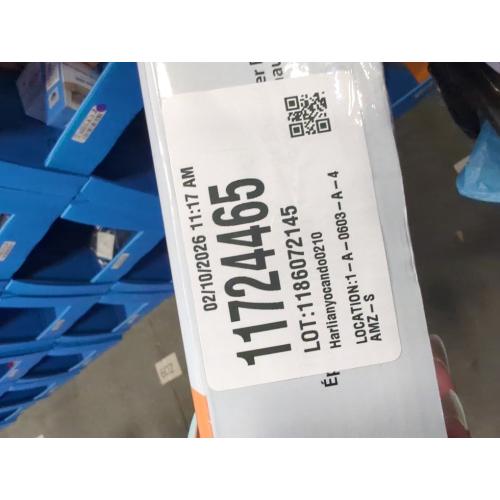 02/10/2026 11:17 AM
11724465
LOT:1186072145
Harlianyocando0210
LOCATION:1-A-0603-A-4
AMZ-S